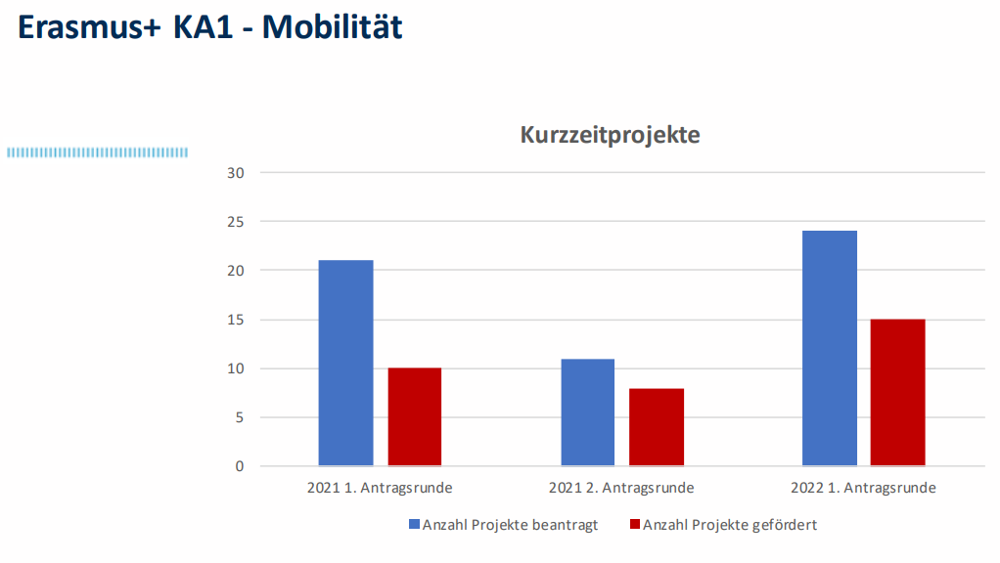 Erasmus+ KA1 - Mobilität
Kurzzeitprojekte
30
25
20
15
10
5
0
2021 1. Antragsrunde
2021 2. Antragsrunde
2022 1. Antragsrunde
Anzahl Projekte beantragt
Anzahl Projekte gefördert